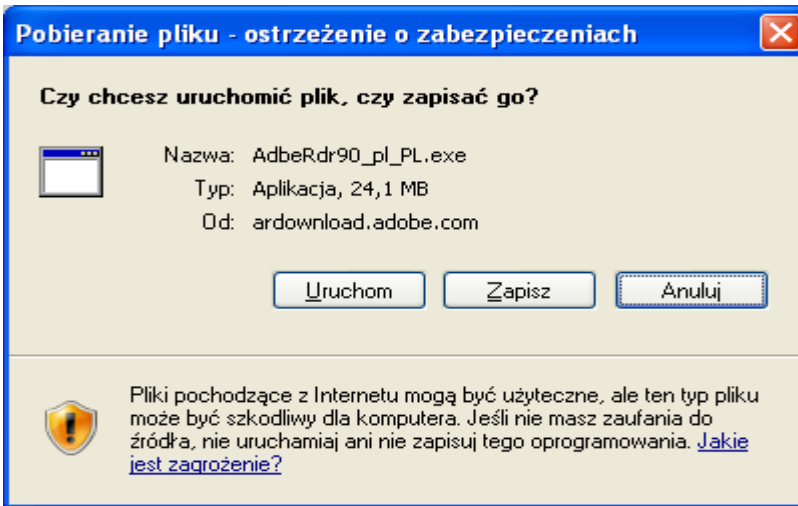 Pobieranie pliku - ostrzeżenie o zabezpieczeniach
Czy chcesz uruchomić plik, czy zapisać go?
Nazwa: AdbeRdr90_pl_PL.exe
Typ: Aplikacja, 24,1 MB
Od: ardownload.adobe.com
Uruchom Zapisz Anuluj
Pliki pochodzące z Internetu mogą być użyteczne, ale ten typ pliku
może być szkodliwy dla komputera. Jeśli nie masz zaufania do
źródła, nie uruchamiaj ani nie zapisuj tego oprogramowania. Jakie
jest zagrożenie?